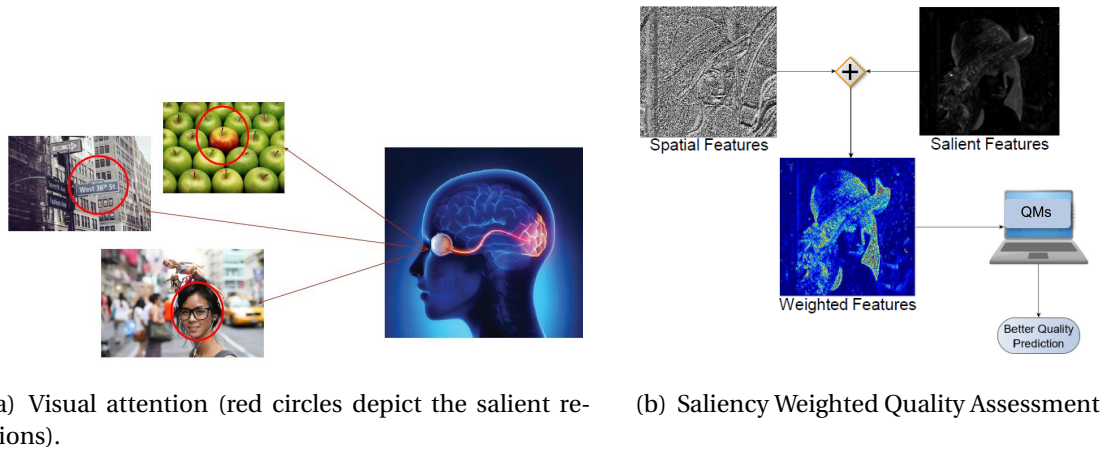 West 36th St
Spatial Features
Salient Features
QMs
Weighted Features
Better Quality
Prediction
a) Visual attention (red circles depict the salient re-
ions).
(b) Saliency Weighted Quality Assessment